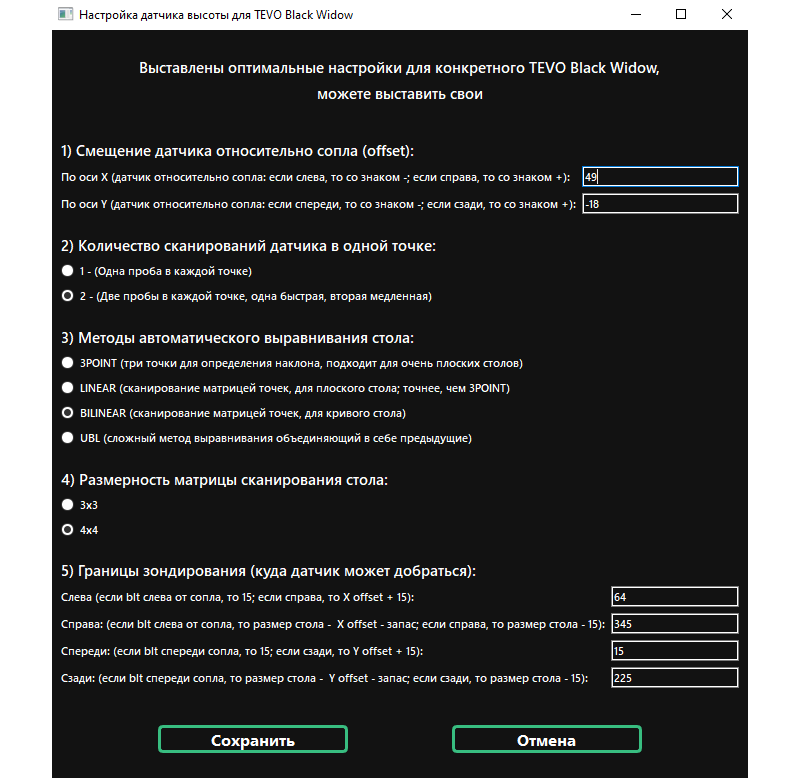 Настройка датчика высоты для TEVO Black Widow
Выставлены оптимальные настройки для конкретного TEVO Black Widow,
можете выставить свои
1) Смещение датчика относительно сопла (offset):
По оси X (датчик относительно сопла: если слева, то со знаком -; если справа, то со знаком +): 49
По оси Y (датчик относительно сопла: если спереди, то со знаком -; если сзади, то со знаком +): -18
2) Количество сканирований датчика в одной точке:
1 - (Одна проба в каждой точке)
2 - (Две пробы в каждой точке, одна быстрая, вторая медленная)
3) Методы автоматического выравнивания стола:
3POINT (три точки для определения наклона, подходит для очень плоских столов)
LINEAR (сканирование матрицей точек, для плоского стола; точнее, чем 3POINT)
BILINEAR (сканирование матрицей точек, для кривого стола)
UBL (сложный метод выравнивания объединяющий в себе предыдущие)
4) Размерность матрицы сканирования стола:
3x3
4x4
5) Границы зондирования (куда датчик может добраться):
Слева (если blt слева от сопла, то 15; если справа, то X offset + 15): 64
Справа: (если blt слева от сопла, то размер стола - X offset - запас; если справа, то размер стола - 15): 345
Спереди: (если blt спереди сопла, то 15; если сзади, то Y offset + 15): 15
Сзади: (если blt спереди сопла, то размер стола - Y offset - запас; если сзади, то размер стола - 15): 225
Сохранить Отмена